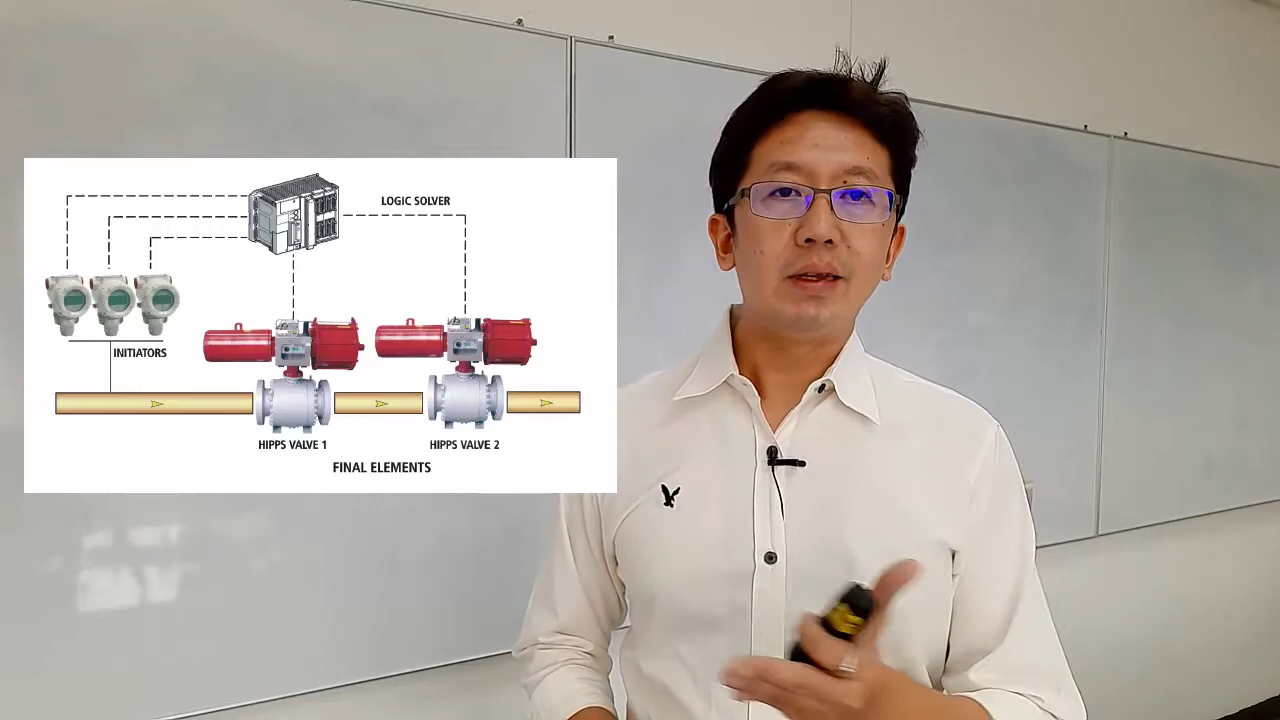 LOGIC SOLVER
INITIATORS
HIPPS VALVE 1
HIPPS VALVE 2
FINAL ELEMENTS